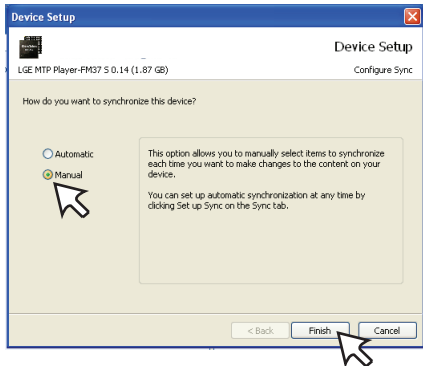 Device Setup
Device Setup
LGE MTP Player-FM37 S 0.14 (1.87 GB)
Configure Sync
How do you want to synchronize this device?
Automatic
Manual
This option allows you to manually select items to synchronize
each time you want to make changes to the content on your
device.
You can set up automatic synchronization at any time by
clicking Set up Sync on the Sync tab.
< Back
Finish
Cancel